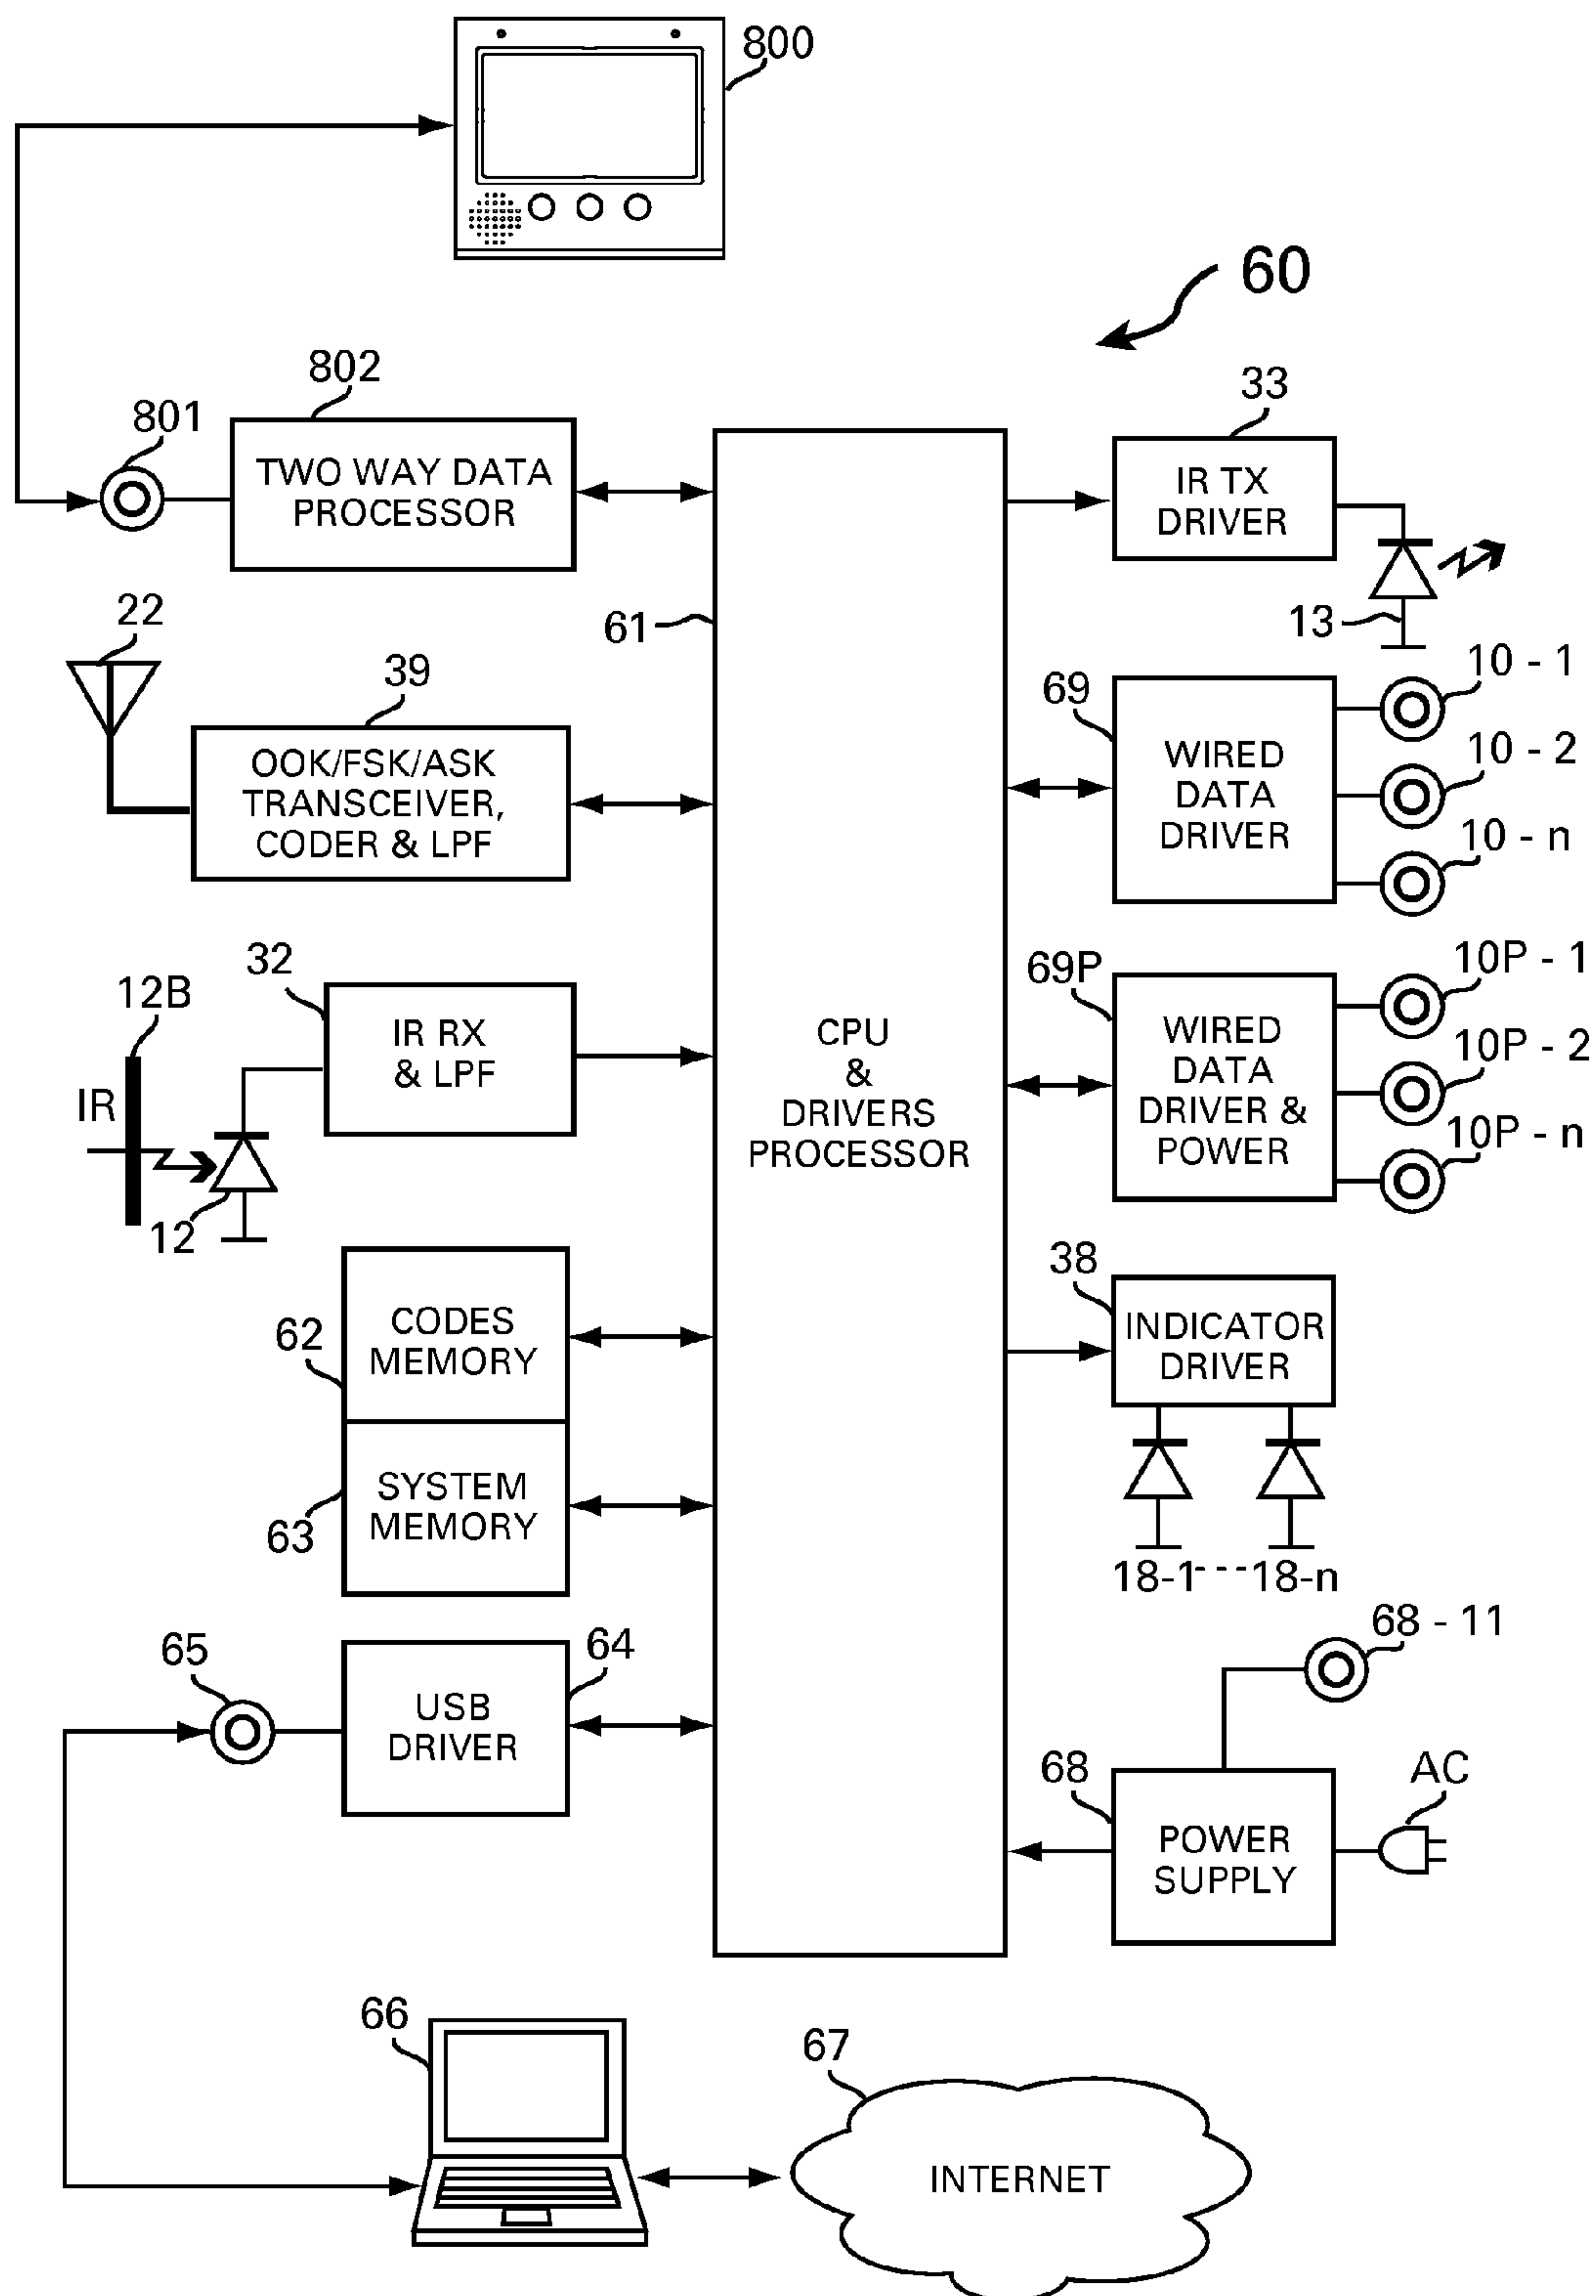 800
60
802
801
TWO WAY DATA
PROCESSOR
33
IR TX
DRIVER
13
22
39
OOK/FSK/ASK
TRANSCEIVER,
CODER & LPF
61
CPU
&
DRIVERS
PROCESSOR
69
WIRED
DATA
DRIVER
10 - 1
10 - 2
10 - n
32
12B
IR
IR RX
& LPF
12
69P
WIRED
DATA
DRIVER &
POWER
10P - 1
10P - 2
10P - n
62
CODES
MEMORY
63
SYSTEM
MEMORY
38
INDICATOR
DRIVER
18-1---18-n
65
64
USB
DRIVER
68 - 11
68
POWER
SUPPLY
AC
66
67
INTERNET